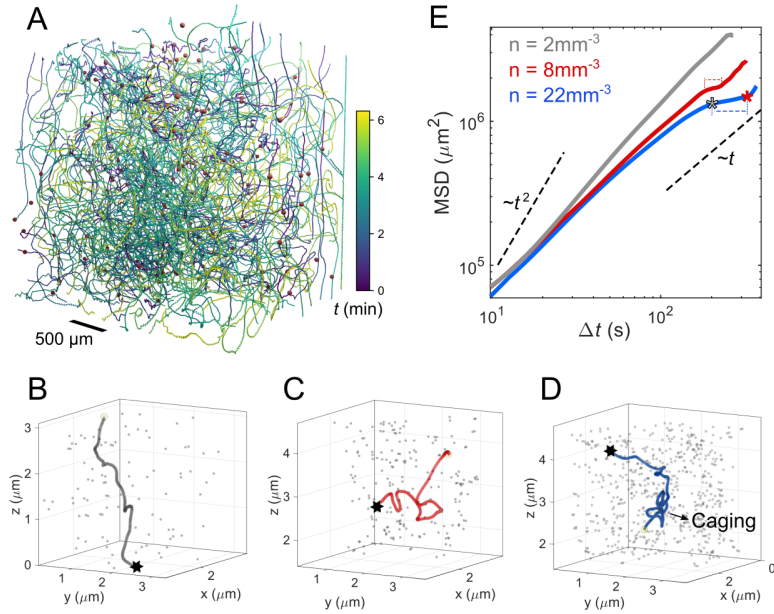 A
6
4
2
0
t (min)
500 μm
E
n = 2mm⁻³
n = 8mm⁻³
n = 22mm⁻³
MSD (μm²)
10⁶
10⁵
~t²
~t
10¹
10²
Δt (s)
B
3
2
1
0
z (μm)
1
2
3
y (μm)
2
x (μm)
C
4
3
2
z (μm)
1
2
3
y (μm)
2
x (μm)
D
4
3
2
z (μm)
Caging
1
2
3
y (μm)
2
0
x (μm)